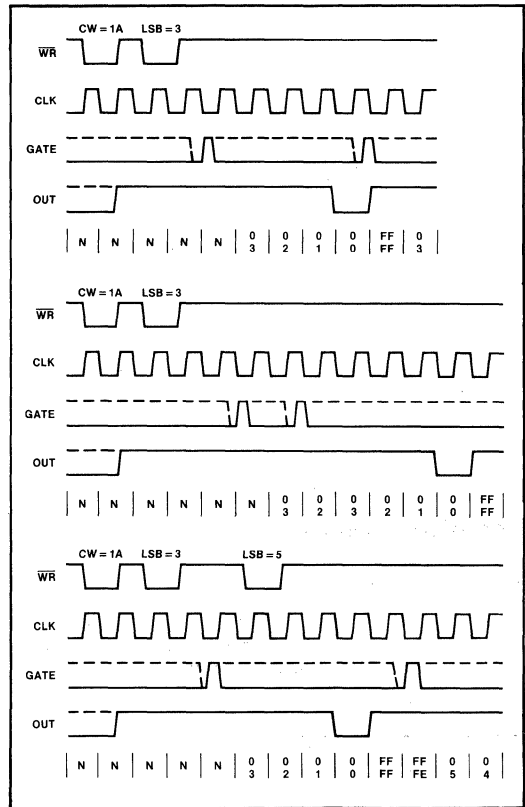 CW = 1A LSB = 3
WR
CLK
GATE
OUT
N N N N N 0 0 0 0 FF 0
3 2 1 0 FF 3
CW = 1A LSB = 3
WR
CLK
GATE
OUT
N N N N N N 0 0 0 0 0 0 FF
3 2 3 2 1 0 FF
CW = 1A LSB = 3 LSB = 5
WR
CLK
GATE
OUT
N N N N N 0 0 0 0 FF FF 0 0
3 2 1 0 FF FE 5 4